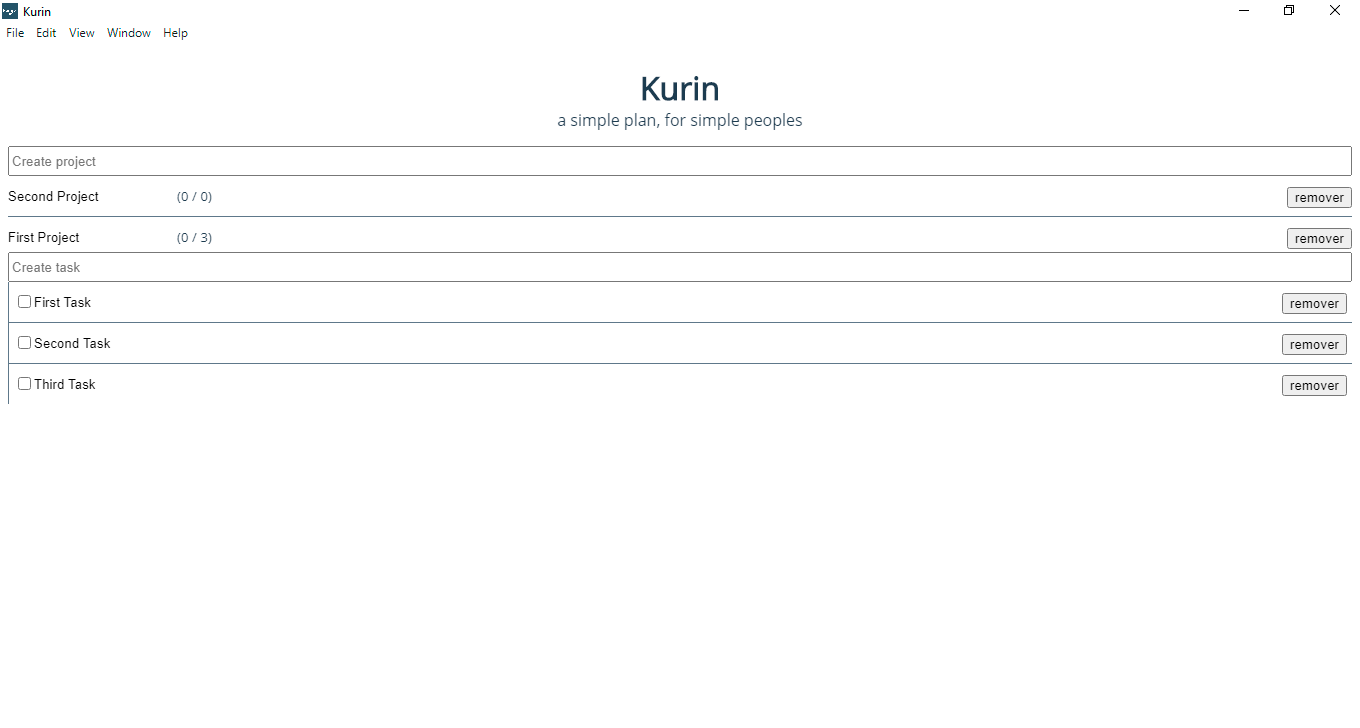 Kurin
File Edit View Window Help
Kurin
a simple plan, for simple peoples
Create project
Second Project (0 / 0) remover
First Project (0 / 3) remover
Create task
First Task remover
Second Task remover
Third Task remover